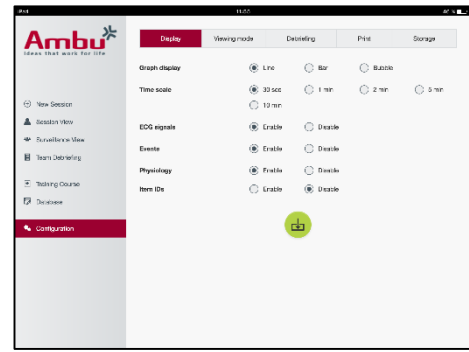 iPad
Ambu
Ideas that work for life
New Session
Session View
Surveillance View
Team Debriefing
Training Course
Database
Configuration
Display Viewing mode Debriefing Print Storage
Graph display Line Bar Bubble
Time scale 30 sec 1 min 2 min 5 min
10 min
ECG signals Enable Disable
Events Enable Disable
Physiology Enable Disable
Item IDs Enable Disable